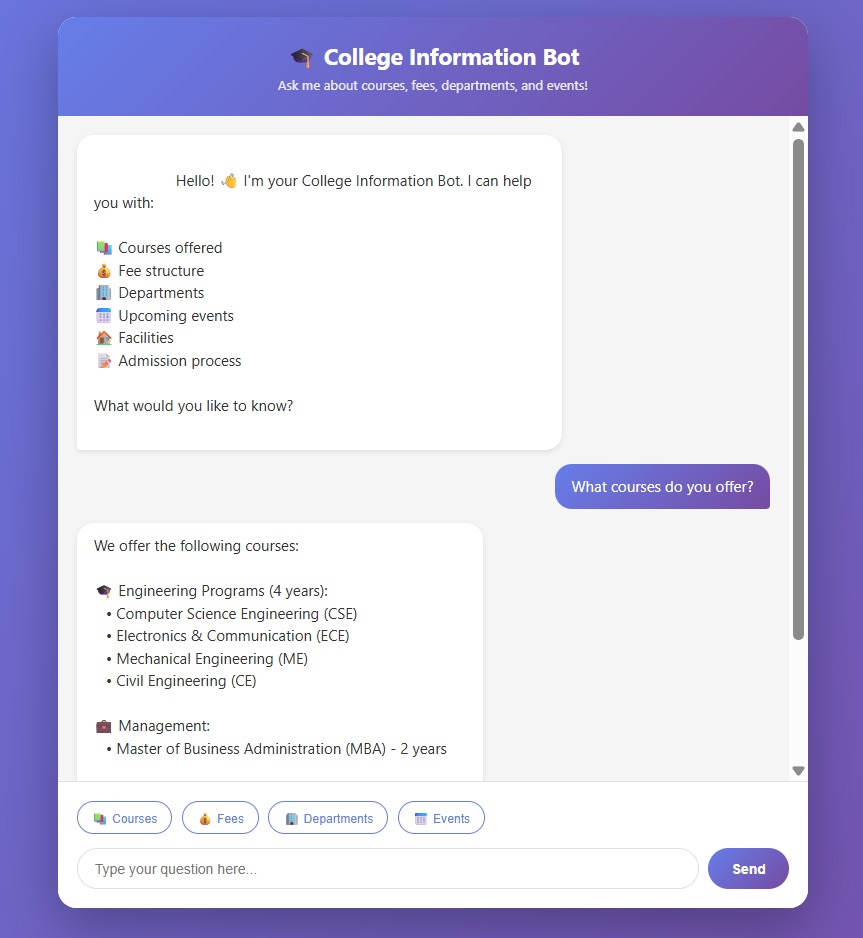 🎓 College Information Bot
Ask me about courses, fees, departments, and events!
Hello! 👋 I'm your College Information Bot. I can help
you with:
📚 Courses offered
💰 Fee structure
🏢 Departments
📅 Upcoming events
🏠 Facilities
📝 Admission process
What would you like to know?
What courses do you offer?
We offer the following courses:
🎓 Engineering Programs (4 years):
• Computer Science Engineering (CSE)
• Electronics & Communication (ECE)
• Mechanical Engineering (ME)
• Civil Engineering (CE)
💼 Management:
• Master of Business Administration (MBA) - 2 years
📚 Courses 💰 Fees 🏢 Departments 📅 Events
Type your question here... Send